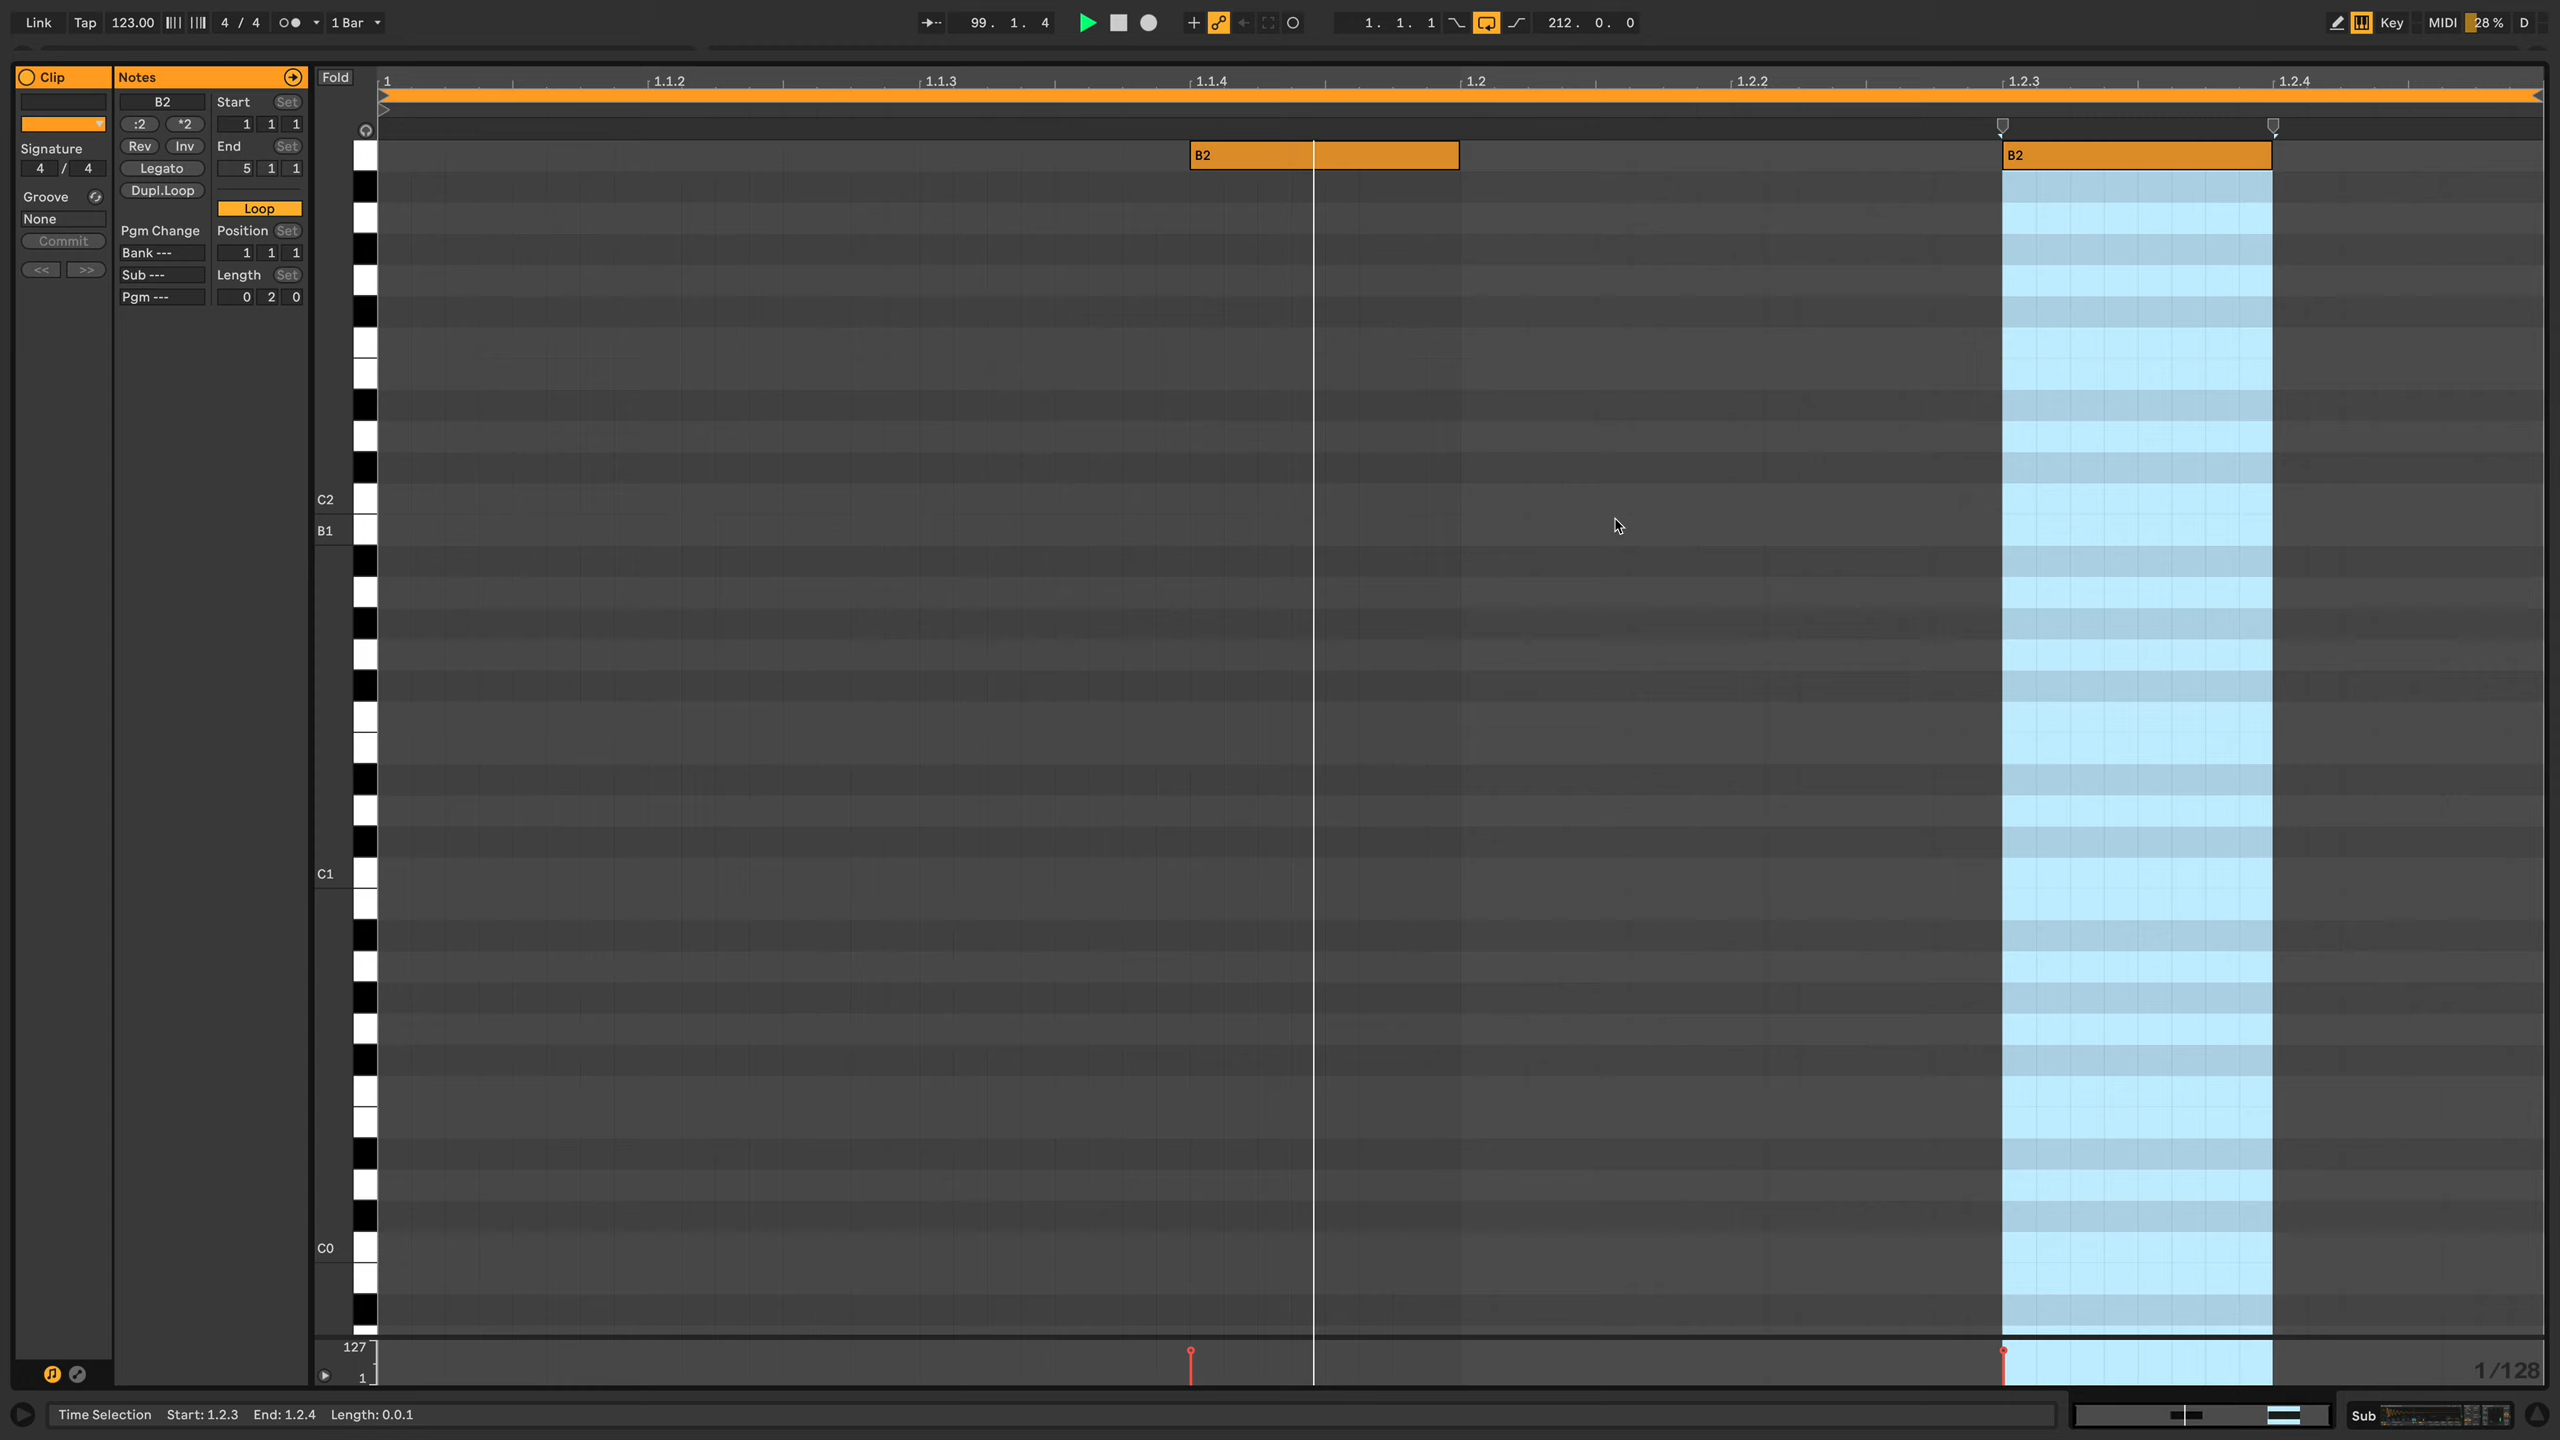 Link Tap 123.00 4 / 4 1 Bar 99. 1. 4 1. 1. 1 212. 0. 0 Key MIDI 28 % D
Clip Notes Fold 1 1.1.2 1.1.3 1.1.4 1.2 1.2.2 1.2.3 1.2.4
B2 Start Set
:2 *2 1 1 1
Rev Inv End Set
Signature
4 / 4 Legato 5 1 1
Dupl.Loop
Groove
None Loop
Commit Pgm Change Position Set
<< >> Bank --- 1 1 1
Sub --- Length Set
Pgm --- 0 2 0
B2 B2
C2
B1
C1
C0
127
1
1/128
Time Selection Start: 1.2.3 End: 1.2.4 Length: 0.0.1 Sub